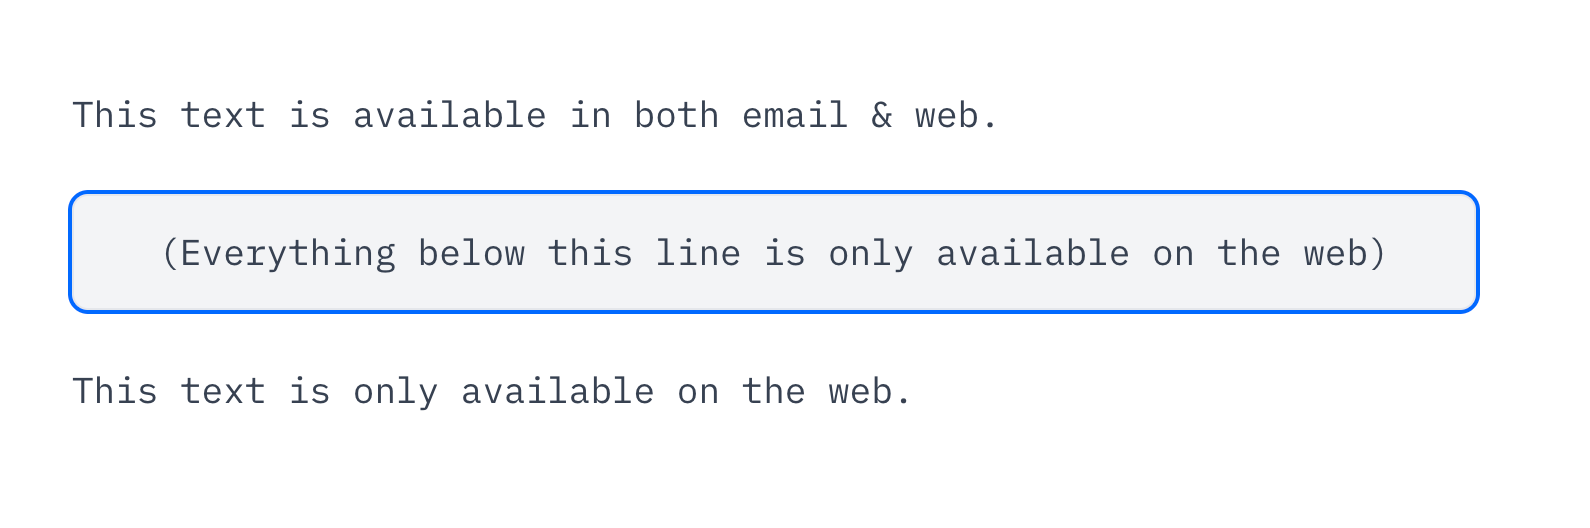 This text is available in both email & web.
(Everything below this line is only available on the web)
This text is only available on the web.